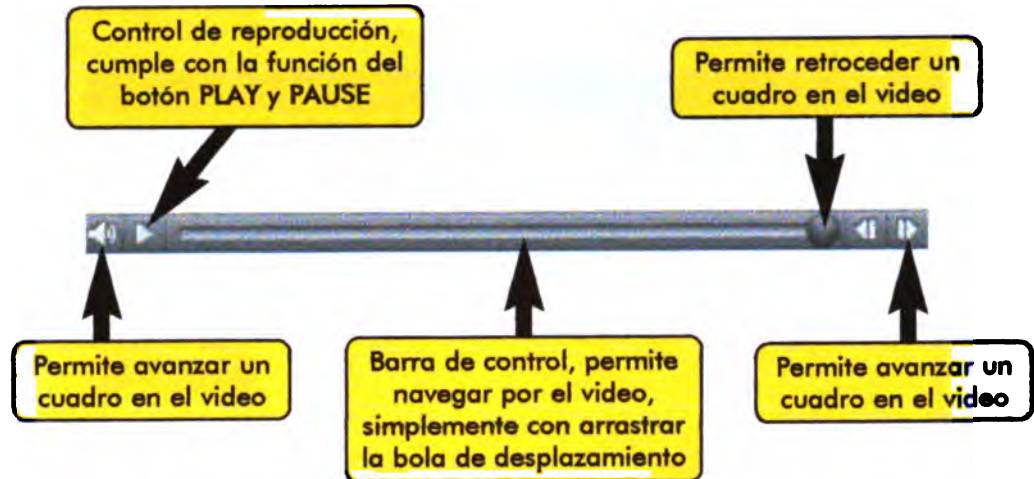 Control de reproducción,
cumple con la función del
botón PLAY y PAUSE
Permite retroceder un
cuadro en el video
Permite avanzar un
cuadro en el video
Barra de control, permite
navegar por el video,
simplemente con arrastrar
la bola de desplazamiento
Permite avanzar un
cuadro en el video